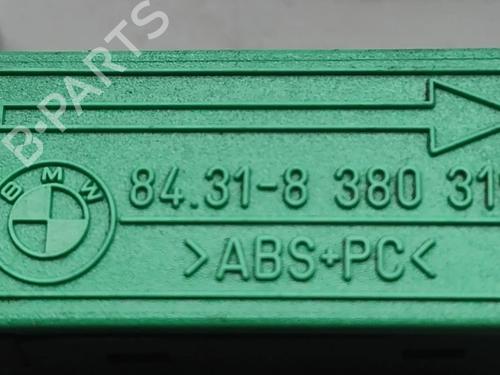 B-PARTS
BMW
84.31-8 380 31
>ABS+PC<